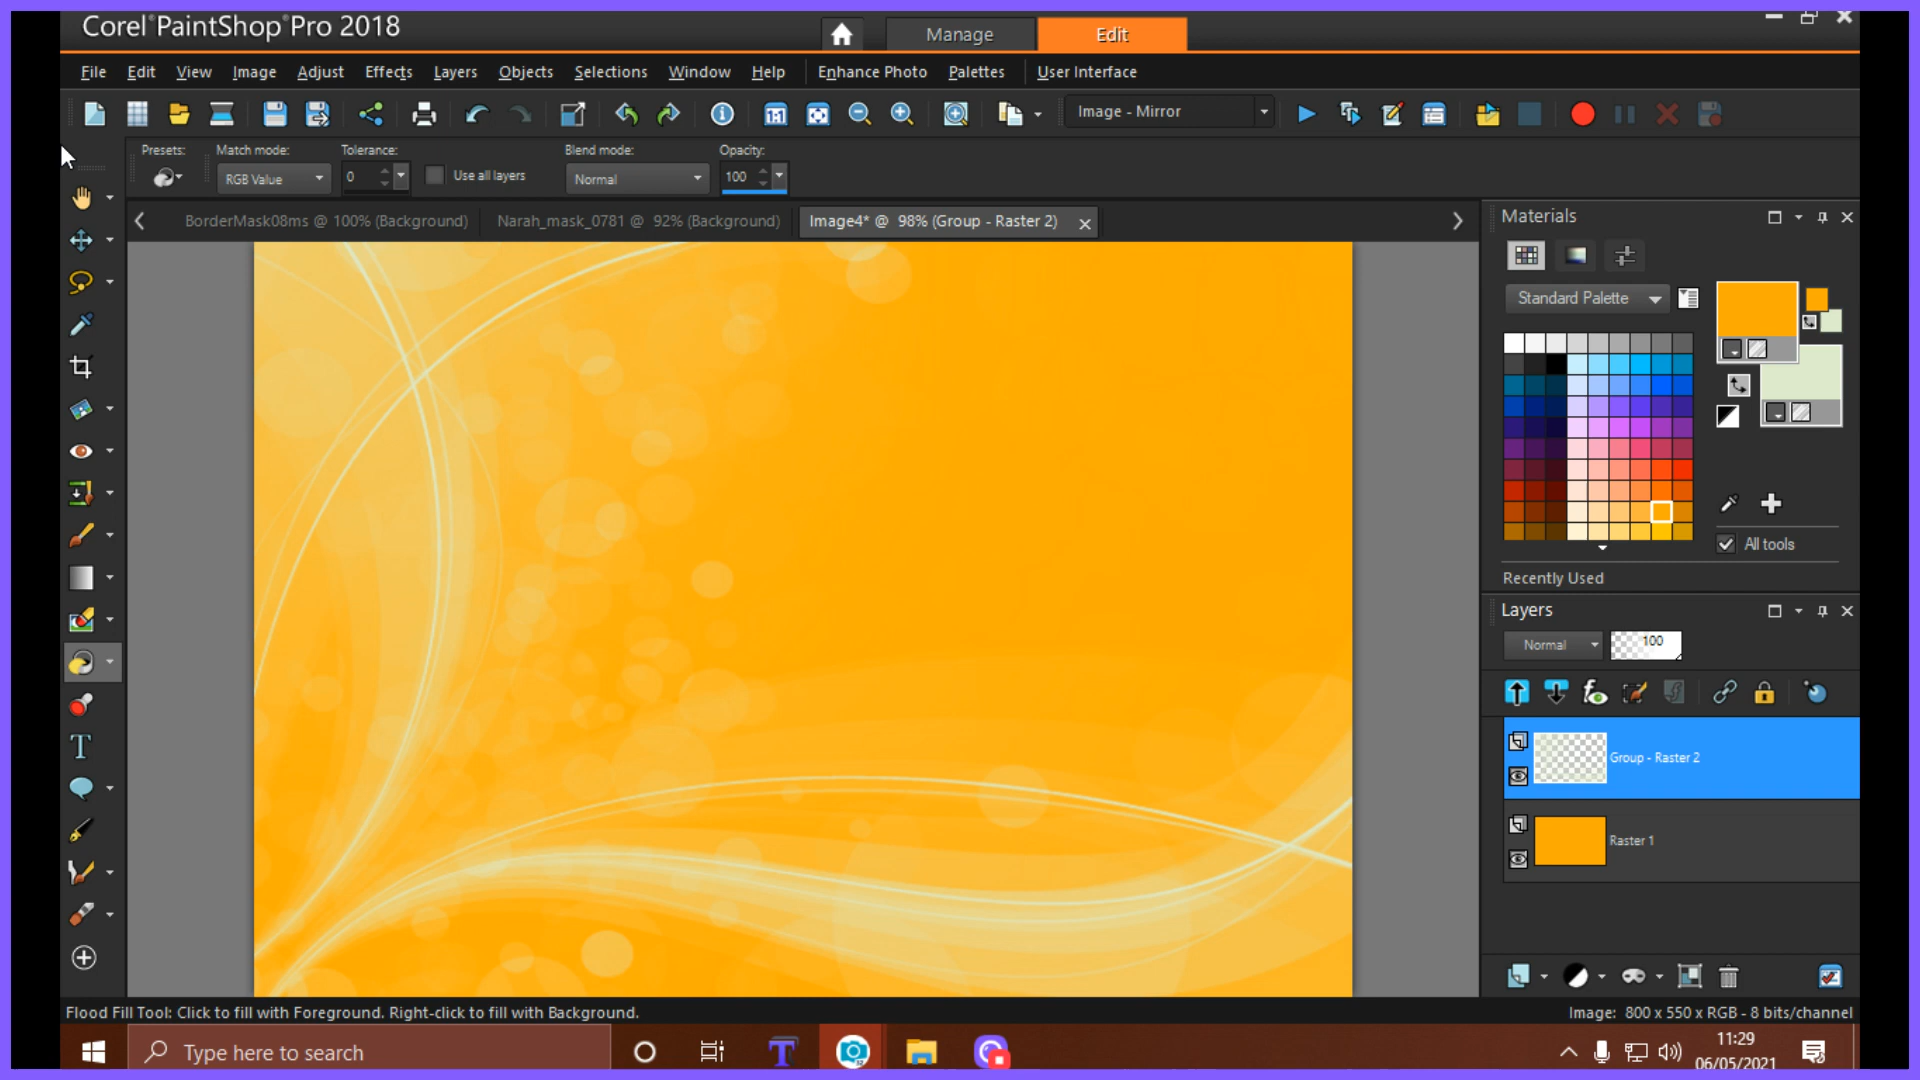 Corel PaintShop Pro 2018
Manage
Edit
File Edit View Image Adjust Effects Layers Objects Selections Window Help Enhance Photo Palettes User Interface
1:1
Image - Mirror
Presets: Match mode: Tolerance: Blend mode: Opacity:
RGB Value 0 Use all layers Normal 100
BorderMask08ms @ 100% (Background) Narah_mask_0781 @ 92% (Background) Image4* @ 98% (Group - Raster 2)
Materials
Standard Palette
All tools
Recently Used
Layers
Normal 100
Group - Raster 2
Raster 1
Flood Fill Tool: Click to fill with Foreground. Right-click to fill with Background.
Image: 800 x 550 x RGB - 8 bits/channel
Type here to search
11:29
06/05/2021